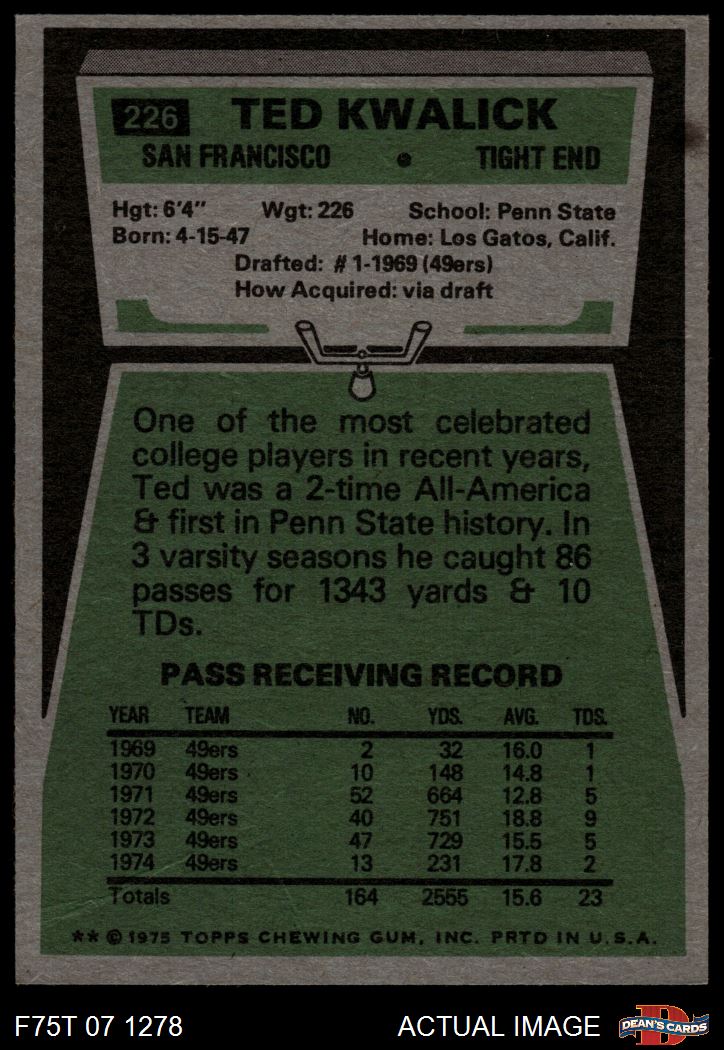 226 TED KWALICK
SAN FRANCISCO • TIGHT END
Hgt: 6'4" Wgt: 226 School: Penn State
Born: 4-15-47 Home: Los Gatos, Calif.
Drafted: #1-1969 (49ers)
How Acquired: via draft
One of the most celebrated
college players in recent years,
Ted was a 2-time All-America
& first in Penn State history. In
3 varsity seasons he caught 86
passes for 1343 yards & 10
TDs.
PASS RECEIVING RECORD
YEAR TEAM NO. YDS. AVG. TDS.
1969 49ers 2 32 16.0 1
1970 49ers 10 148 14.8 1
1971 49ers 52 664 12.8 5
1972 49ers 40 751 18.8 9
1973 49ers 47 729 15.5 5
1974 49ers 13 231 17.8 2
Totals 164 2555 15.6 23
** © 1975 TOPPS CHEWING GUM, INC. PRTD IN U.S.A.
F75T 07 1278 ACTUAL IMAGE D DEAN'S CARDS